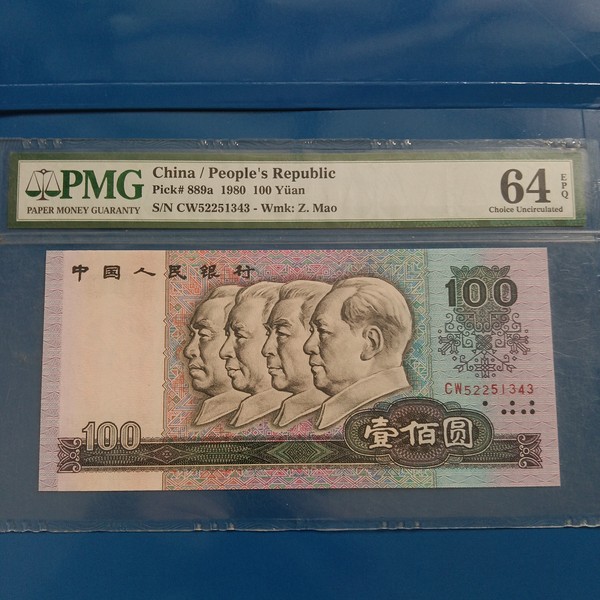 PMG
PAPER MONEY GUARANTY
China / People's Republic
Pick# 889a 1980 100 Yüan
S/N CW52251343 - Wmk: Z. Mao
64 EPQ
Choice Uncirculated
中国人民银行
100
CW52251343
100
壹佰圆